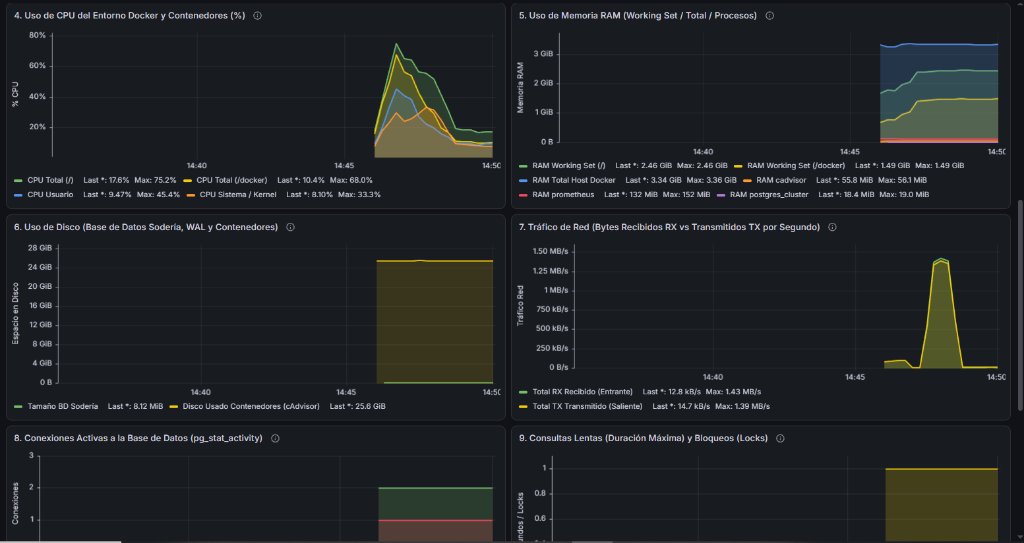 4. Uso de CPU del Entorno Docker y Contenedores (%)
80%
60%
40%
20%
% CPU
14:40
14:45
14:50
CPU Total (/) Last *: 17.6% Max: 75.2% CPU Total (/docker) Last *: 10.4% Max: 68.0%
CPU Usuario Last *: 9.47% Max: 45.4% CPU Sistema / Kernel Last *: 8.10% Max: 33.3%
5. Uso de Memoria RAM (Working Set / Total / Procesos)
3 GiB
2 GiB
1 GiB
0 B
Memoria RAM
14:40
14:45
14:50
RAM Working Set (/) Last *: 2.46 GiB Max: 2.46 GiB RAM Working Set (/docker) Last *: 1.49 GiB Max: 1.49 GiB
RAM Total Host Docker Last *: 3.34 GiB Max: 3.36 GiB RAM cadvisor Last *: 55.8 MiB Max: 56.1 MiB
RAM prometheus Last *: 132 MiB Max: 152 MiB RAM postgres_cluster Last *: 18.4 MiB Max: 19.0 MiB
6. Uso de Disco (Base de Datos Sodería, WAL y Contenedores)
28 GiB
24 GiB
20 GiB
16 GiB
12 GiB
8 GiB
4 GiB
0 B
Espacio en Disco
14:40
14:45
14:50
Tamaño BD Sodería Last *: 8.12 MiB Disco Usado Contenedores (cAdvisor) Last *: 25.6 GiB
7. Tráfico de Red (Bytes Recibidos RX vs Transmitidos TX por Segundo)
1.50 MB/s
1.25 MB/s
1 MB/s
750 kB/s
500 kB/s
250 kB/s
0 B/s
Tráfico Red
14:40
14:45
14:50
Total RX Recibido (Entrante) Last *: 12.8 kB/s Max: 1.43 MB/s
Total TX Transmitido (Saliente) Last *: 14.7 kB/s Max: 1.39 MB/s
8. Conexiones Activas a la Base de Datos (pg_stat_activity)
3
2
1
Conexiones
9. Consultas Lentas (Duración Máxima) y Bloqueos (Locks)
1
0.8
0.6
undos / Locks